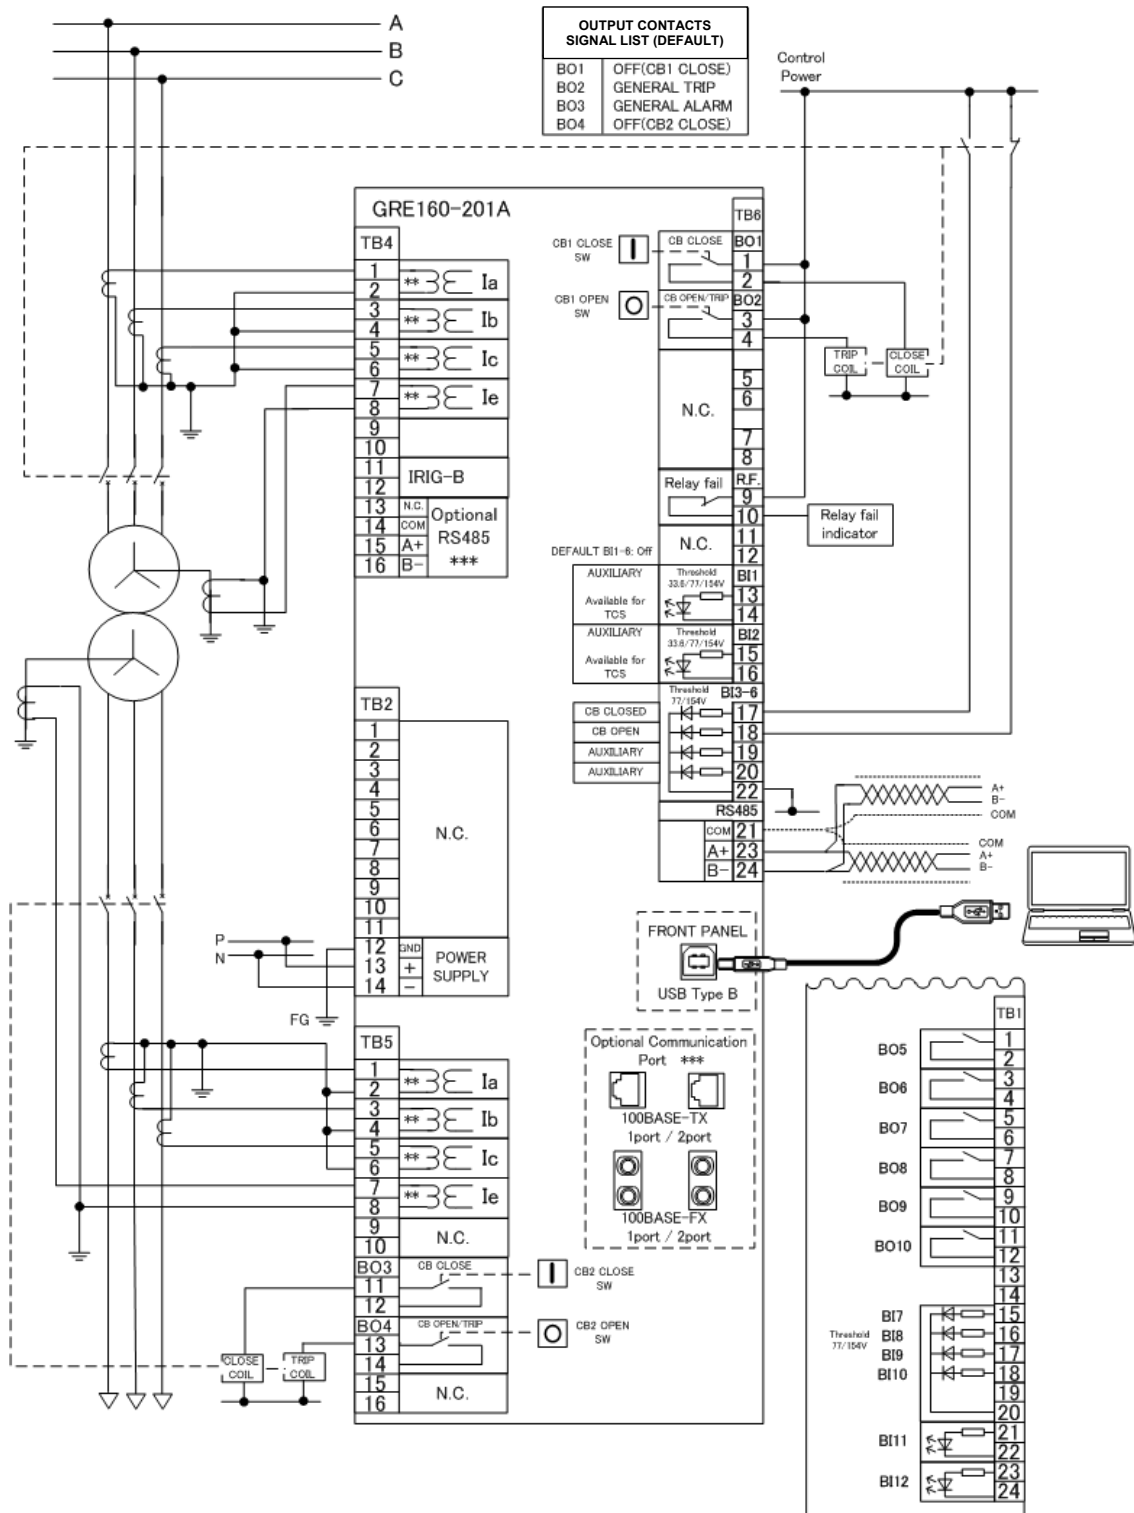 A
B
C
OUTPUT CONTACTS
SIGNAL LIST (DEFAULT)
BO1 OFF(CB1 CLOSE)
BO2 GENERAL TRIP
BO3 GENERAL ALARM
BO4 OFF(CB2 CLOSE)
Control
Power
GRE160-201A
TB4
1
2
** Ia
3
4
** Ib
5
6
** Ic
7
8
** Ie
9
10
11
12
IRIG-B
13 N.C.
14 COM
15 A+
16 B-
Optional
RS485
***
TB2
1
2
3
4
5
6
7
8
9
10
11
N.C.
12 GND
13 +
14 -
POWER
SUPPLY
P
N
FG
TB5
1
2
** Ia
3
4
** Ib
5
6
** Ic
7
8
** Ie
9
10
N.C.
BO3 CB CLOSE
11
12
CB2 CLOSE
SW
BO4 CB OPEN/TRIP
13
14
CB2 OPEN
SW
15
16
N.C.
CLOSE
COIL
TRIP
COIL
TB6
CB1 CLOSE
SW
CB CLOSE BO1
1
2
CB1 OPEN
SW
CB OPEN/TRIP BO2
3
4
TRIP
COIL
CLOSE
COIL
5
6
N.C.
7
8
R.F.
Relay fail
9
10
Relay fail
indicator
11
12
N.C.
DEFAULT BI1-6: Off
AUXILIARY
Available for
TCS
Threshold
33.6/77/154V
BI1
13
14
AUXILIARY
Available for
TCS
Threshold
33.6/77/154V
BI2
15
16
Threshold
77/154V
BI3-6
CB CLOSED 17
CB OPEN 18
AUXILIARY 19
AUXILIARY 20
22
RS485
COM 21
A+ 23
B- 24
A+
B-
COM
COM
A+
B-
FRONT PANEL
USB Type B
Optional Communication
Port ***
100BASE-TX
1port / 2port
100BASE-FX
1port / 2port
TB1
BO5
1
2
BO6
3
4
BO7
5
6
BO8
7
8
BO9
9
10
BO10
11
12
13
14
Threshold
77/154V
BI7 15
BI8 16
BI9 17
BI10 18
19
20
BI11
21
22
BI12
23
24